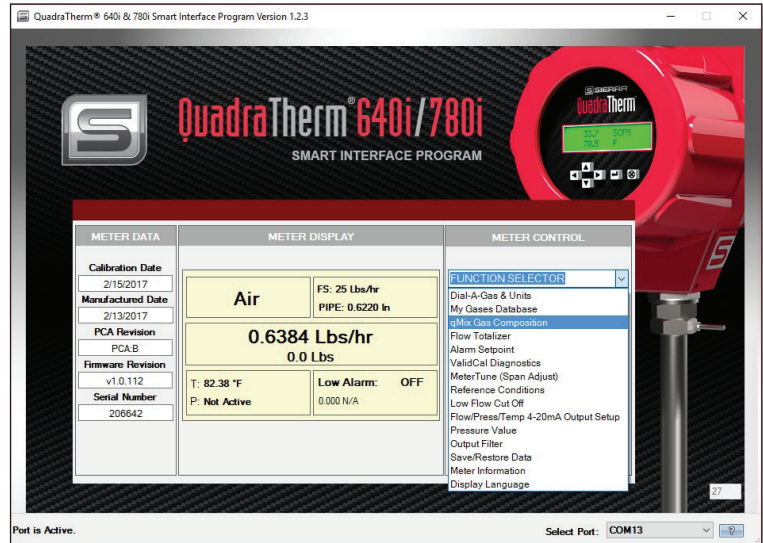 QuadraTherm® 640i & 780i Smart Interface Program Version 1.2.3
S
QuadraTherm® 640i/780i
SMART INTERFACE PROGRAM
SIERRA
QuadraTherm
33.7 SCFM
70.5 F
METER DATA
Calibration Date
2/15/2017
Manufactured Date
2/13/2017
PCA Revision
PCA:B
Firmware Revision
v1.0.112
Serial Number
206642
METER DISPLAY
Air
FS: 25 Lbs/hr
PIPE: 0.6220 In
0.6384 Lbs/hr
0.0 Lbs
T: 82.38 °F
P: Not Active
Low Alarm: OFF
0.000 N/A
METER CONTROL
FUNCTION SELECTOR
Dial-A-Gas & Units
My Gases Database
qMix Gas Composition
Flow Totalizer
Alarm Setpoint
ValidCal Diagnostics
MeterTune (Span Adjust)
Reference Conditions
Low Flow Cut Off
Flow/Press/Temp 4-20mA Output Setup
Pressure Value
Output Filter
Save/Restore Data
Meter Information
Display Language
27
Port is Active.
Select Port: COM13